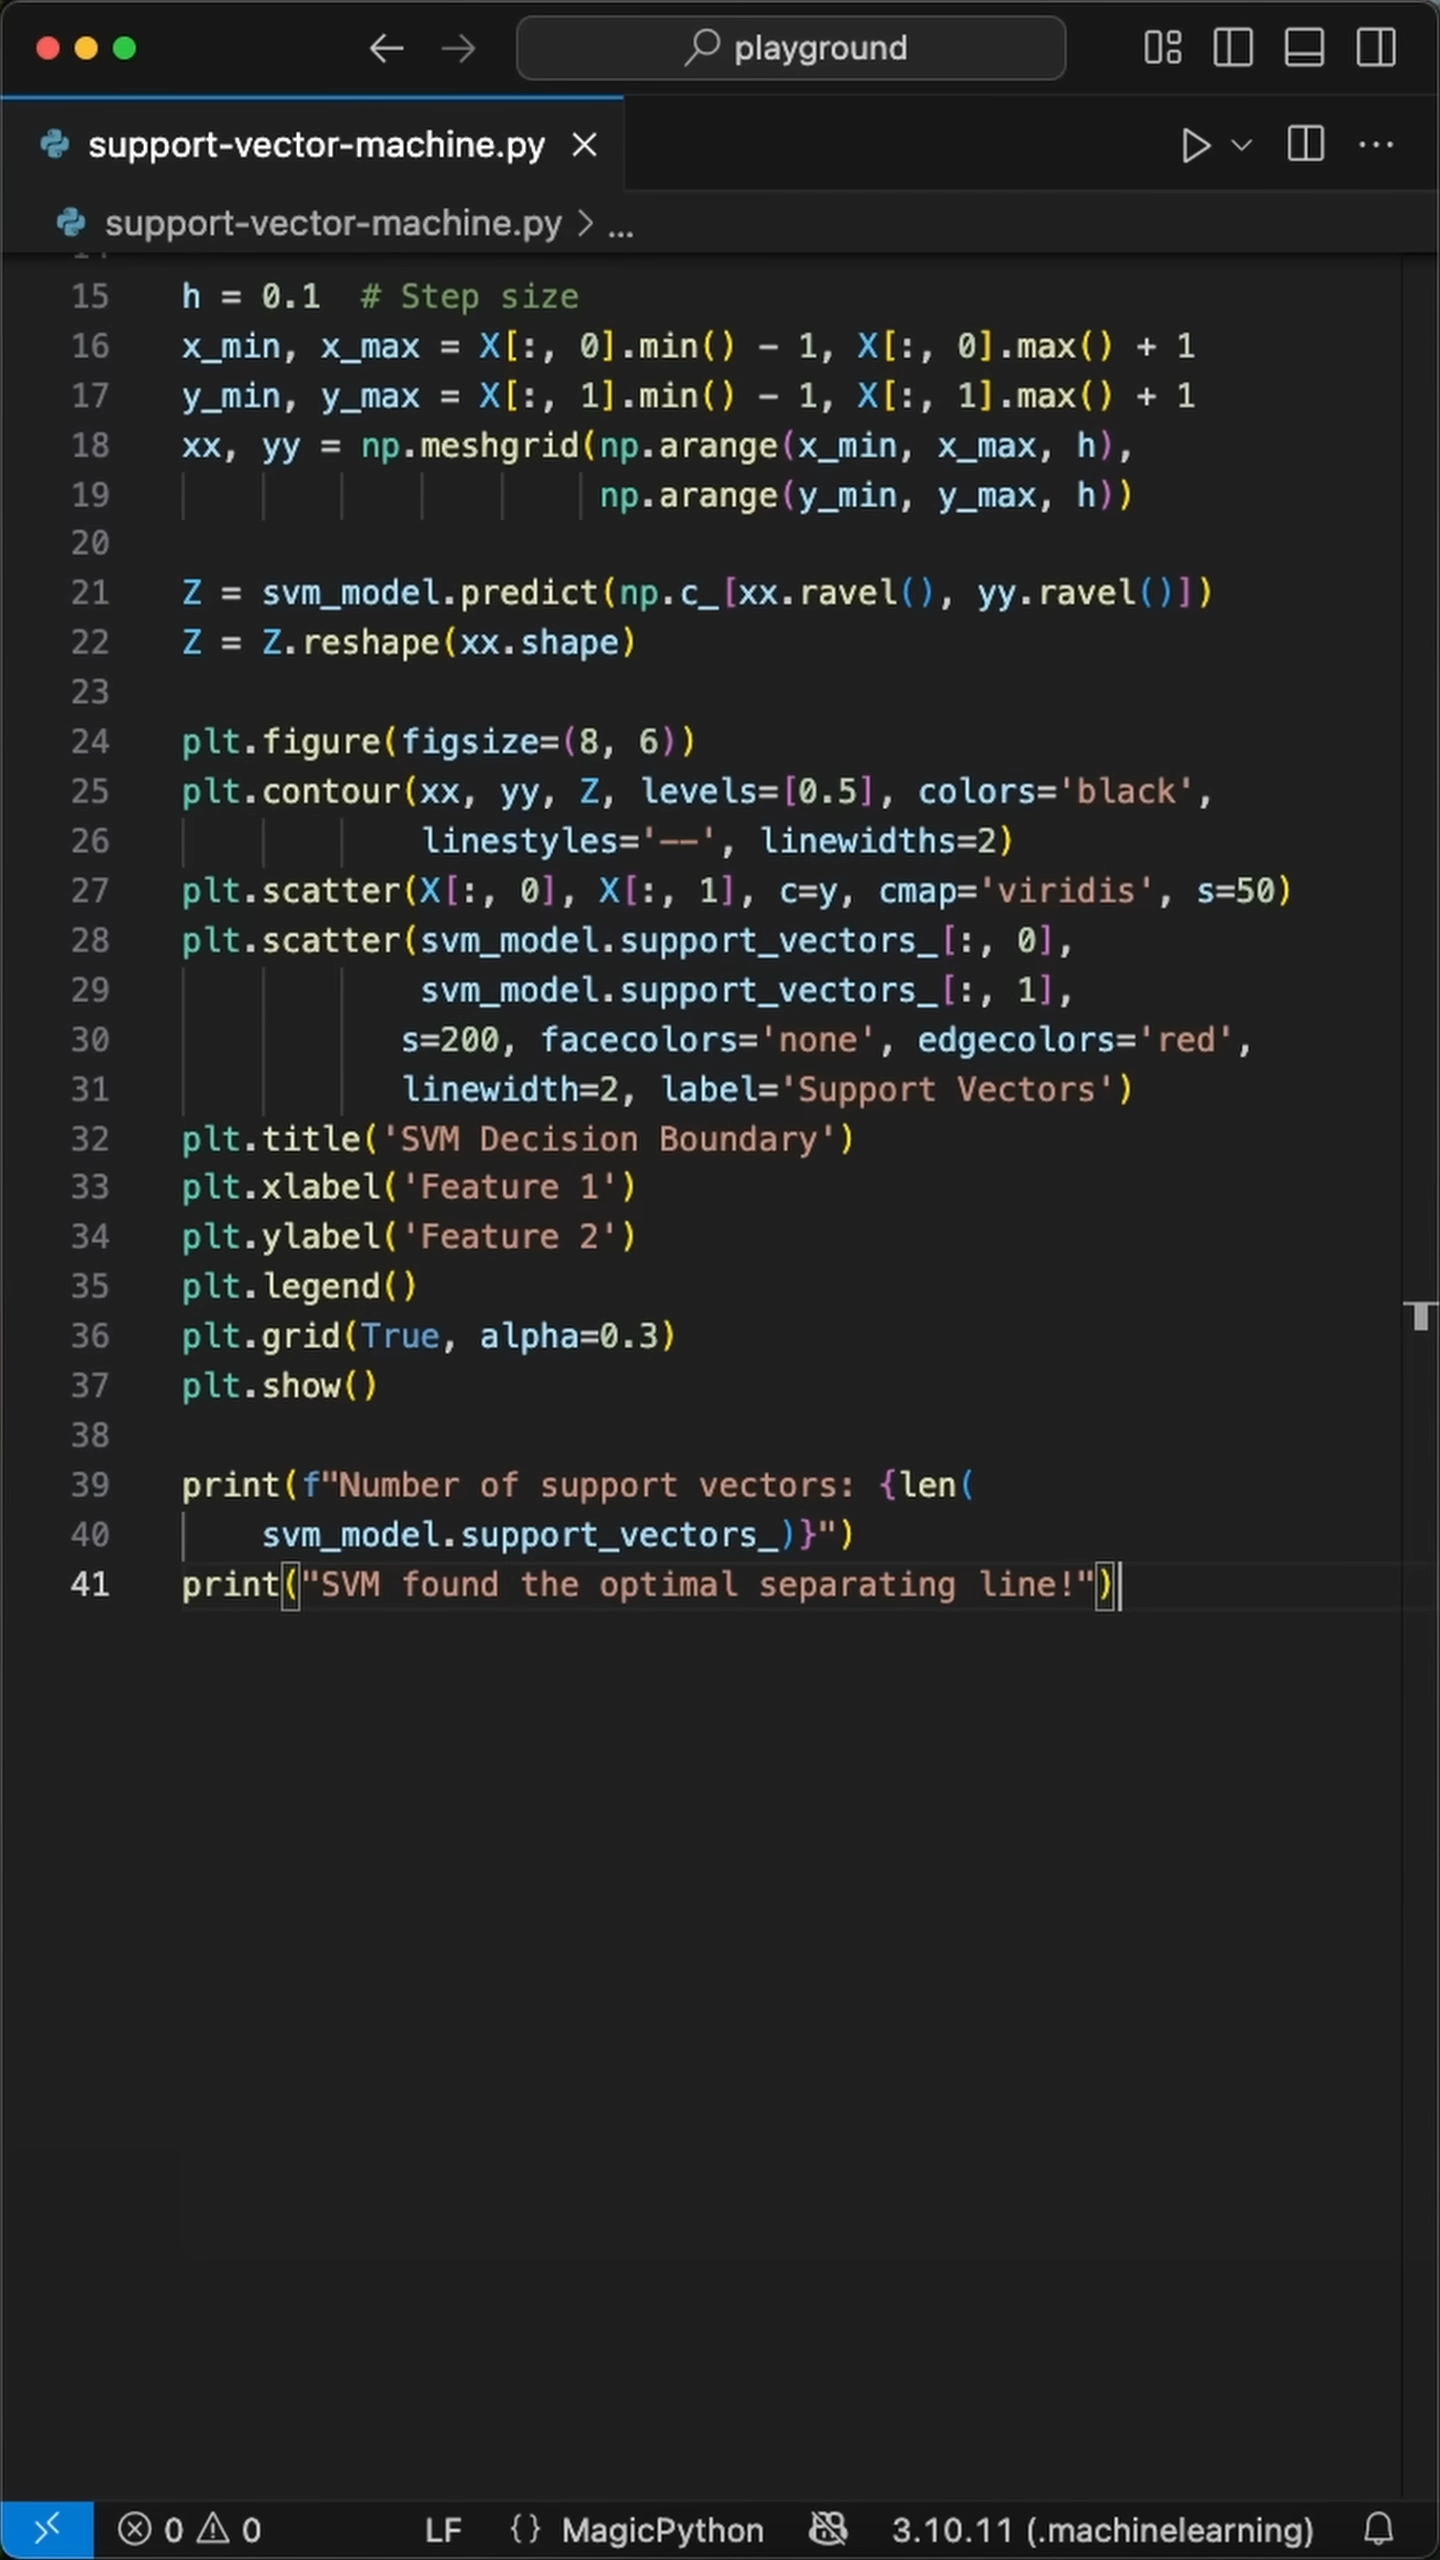 playground
support-vector-machine.py
support-vector-machine.py > ...
15 h = 0.1  # Step size
16 x_min, x_max = X[:, 0].min() - 1, X[:, 0].max() + 1
17 y_min, y_max = X[:, 1].min() - 1, X[:, 1].max() + 1
18 xx, yy = np.meshgrid(np.arange(x_min, x_max, h),
19                      np.arange(y_min, y_max, h))
20
21 Z = svm_model.predict(np.c_[xx.ravel(), yy.ravel()])
22 Z = Z.reshape(xx.shape)
23
24 plt.figure(figsize=(8, 6))
25 plt.contour(xx, yy, Z, levels=[0.5], colors='black',
26             linestyles='--', linewidths=2)
27 plt.scatter(X[:, 0], X[:, 1], c=y, cmap='viridis', s=50)
28 plt.scatter(svm_model.support_vectors_[:, 0],
29             svm_model.support_vectors_[:, 1],
30            s=200, facecolors='none', edgecolors='red',
31            linewidth=2, label='Support Vectors')
32 plt.title('SVM Decision Boundary')
33 plt.xlabel('Feature 1')
34 plt.ylabel('Feature 2')
35 plt.legend()
36 plt.grid(True, alpha=0.3)
37 plt.show()
38
39 print(f"Number of support vectors: {len(
40     svm_model.support_vectors_)}")
41 print("SVM found the optimal separating line!")
0 0 LF {} MagicPython 3.10.11 (.machinelearning)